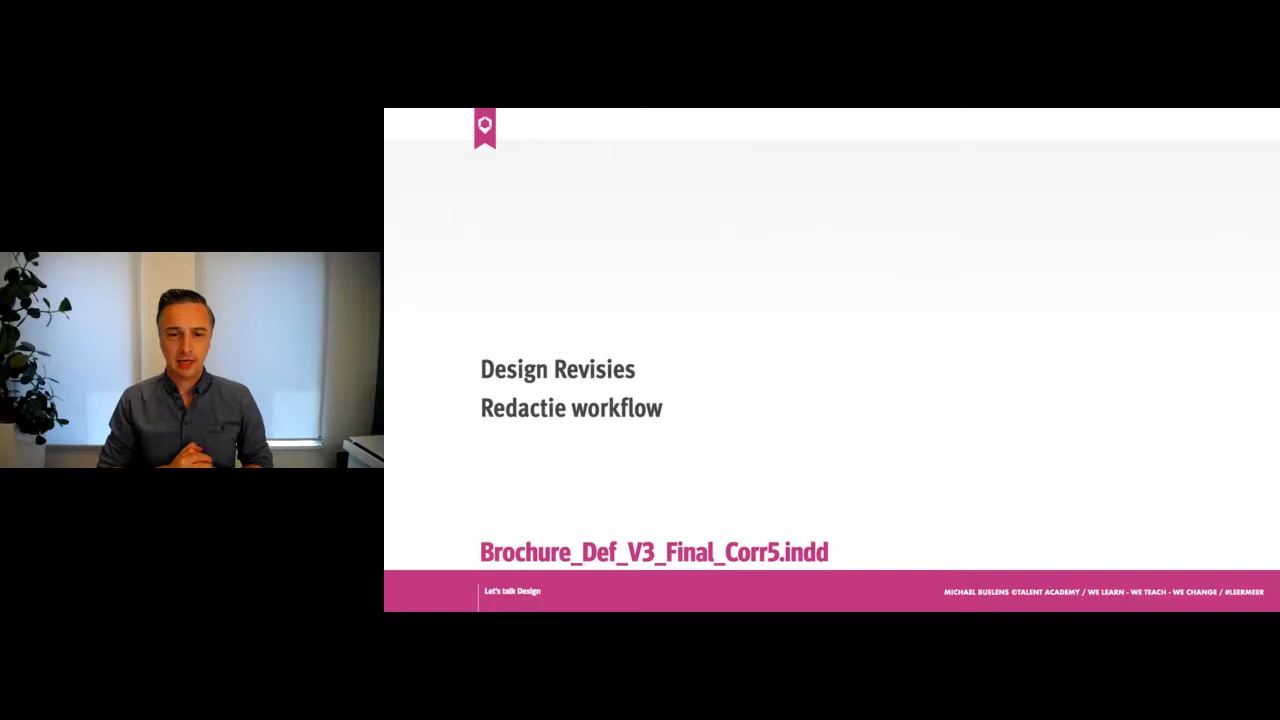 Design Revisies
Redactie workflow
Brochure_Def_V3_Final_Corr5.indd
Let's talk Design
MICHAEL BUELENS ©TALENT ACADEMY / WE LEARN - WE TEACH - WE CHANGE / #LEERMEER